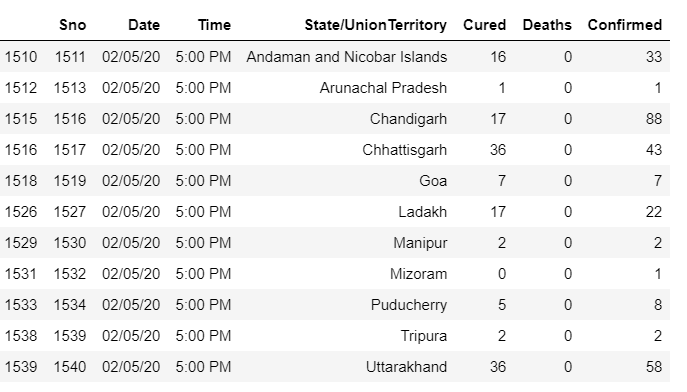 Sno Date Time State/UnionTerritory Cured Deaths Confirmed
1510 1511 02/05/20 5:00 PM Andaman and Nicobar Islands 16 0 33
1512 1513 02/05/20 5:00 PM Arunachal Pradesh 1 0 1
1515 1516 02/05/20 5:00 PM Chandigarh 17 0 88
1516 1517 02/05/20 5:00 PM Chhattisgarh 36 0 43
1518 1519 02/05/20 5:00 PM Goa 7 0 7
1526 1527 02/05/20 5:00 PM Ladakh 17 0 22
1529 1530 02/05/20 5:00 PM Manipur 2 0 2
1531 1532 02/05/20 5:00 PM Mizoram 0 0 1
1533 1534 02/05/20 5:00 PM Puducherry 5 0 8
1538 1539 02/05/20 5:00 PM Tripura 2 0 2
1539 1540 02/05/20 5:00 PM Uttarakhand 36 0 58